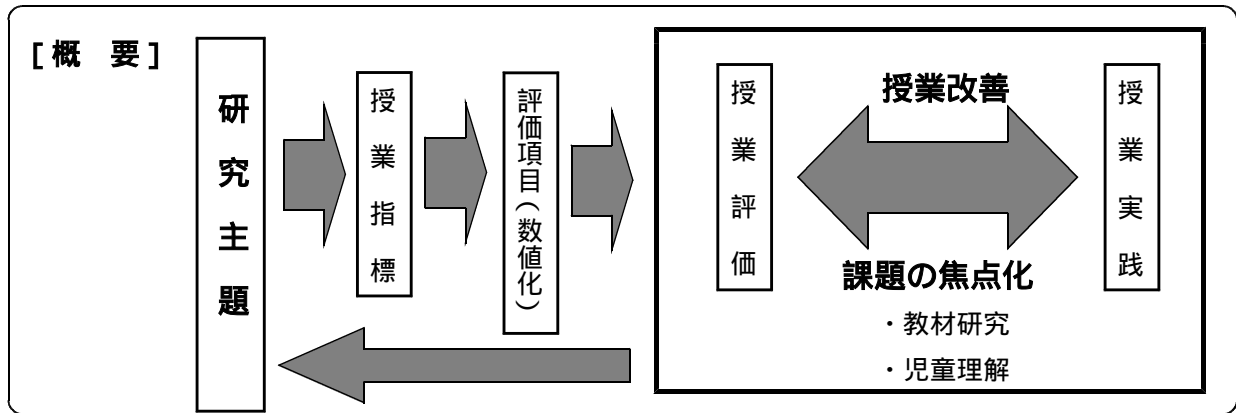 [概　要]
研究主題
授業指標
評価項目(数値化)
授業評価
授業改善
課題の焦点化
・教材研究
・児童理解
授業実践